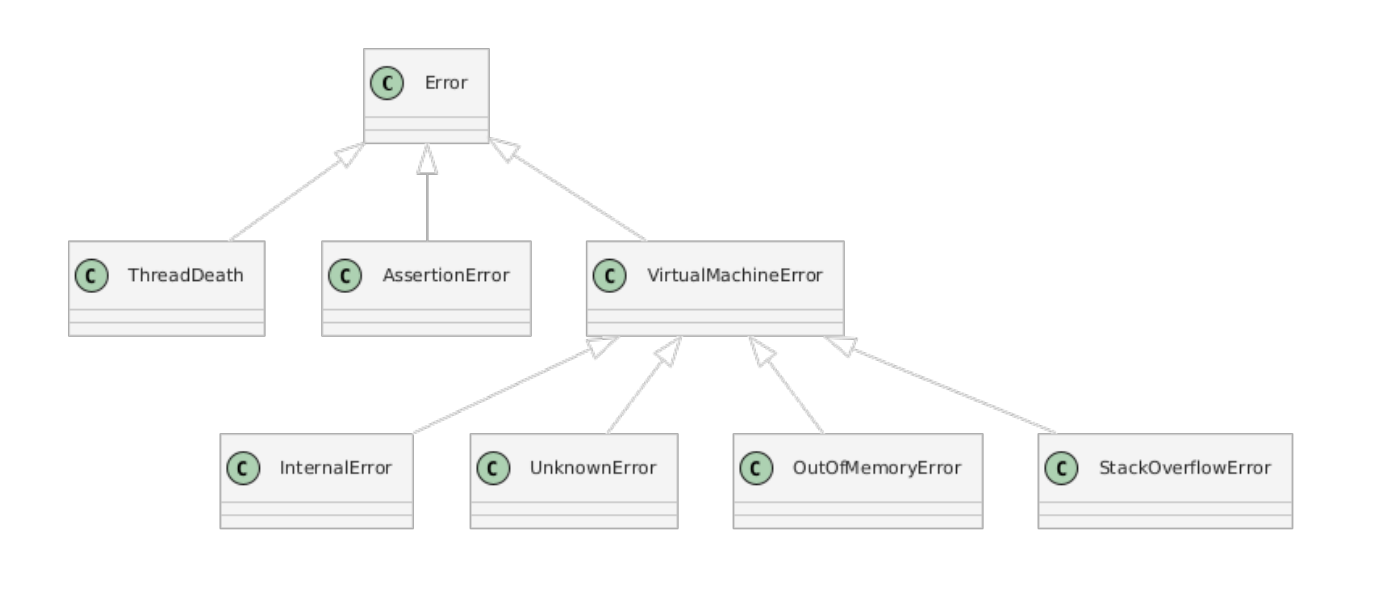 C Error
C ThreadDeath
C AssertionError
C VirtualMachineError
C InternalError
C UnknownError
C OutOfMemoryError
C StackOverflowError